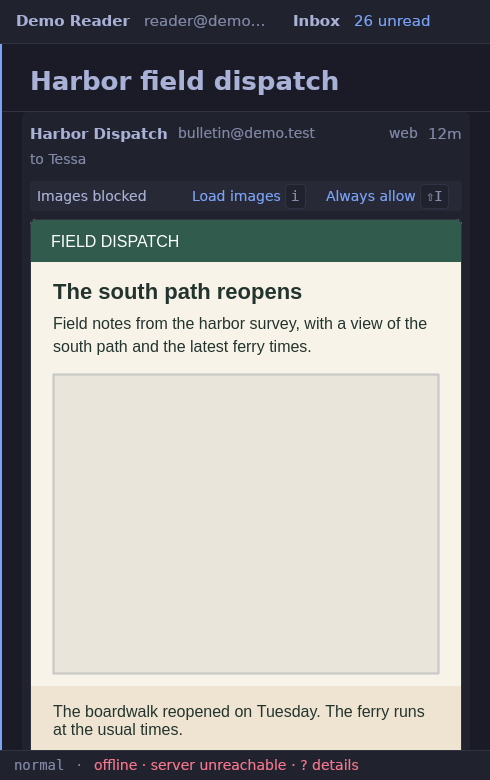 Demo Reader reader@demo... Inbox 26 unread
Harbor field dispatch
Harbor Dispatch bulletin@demo.test web 12m
to Tessa
Images blocked Load images i Always allow ⇧I
FIELD DISPATCH
The south path reopens
Field notes from the harbor survey, with a view of the
south path and the latest ferry times.
The boardwalk reopened on Tuesday. The ferry runs
at the usual times.
normal · offline · server unreachable · ? details